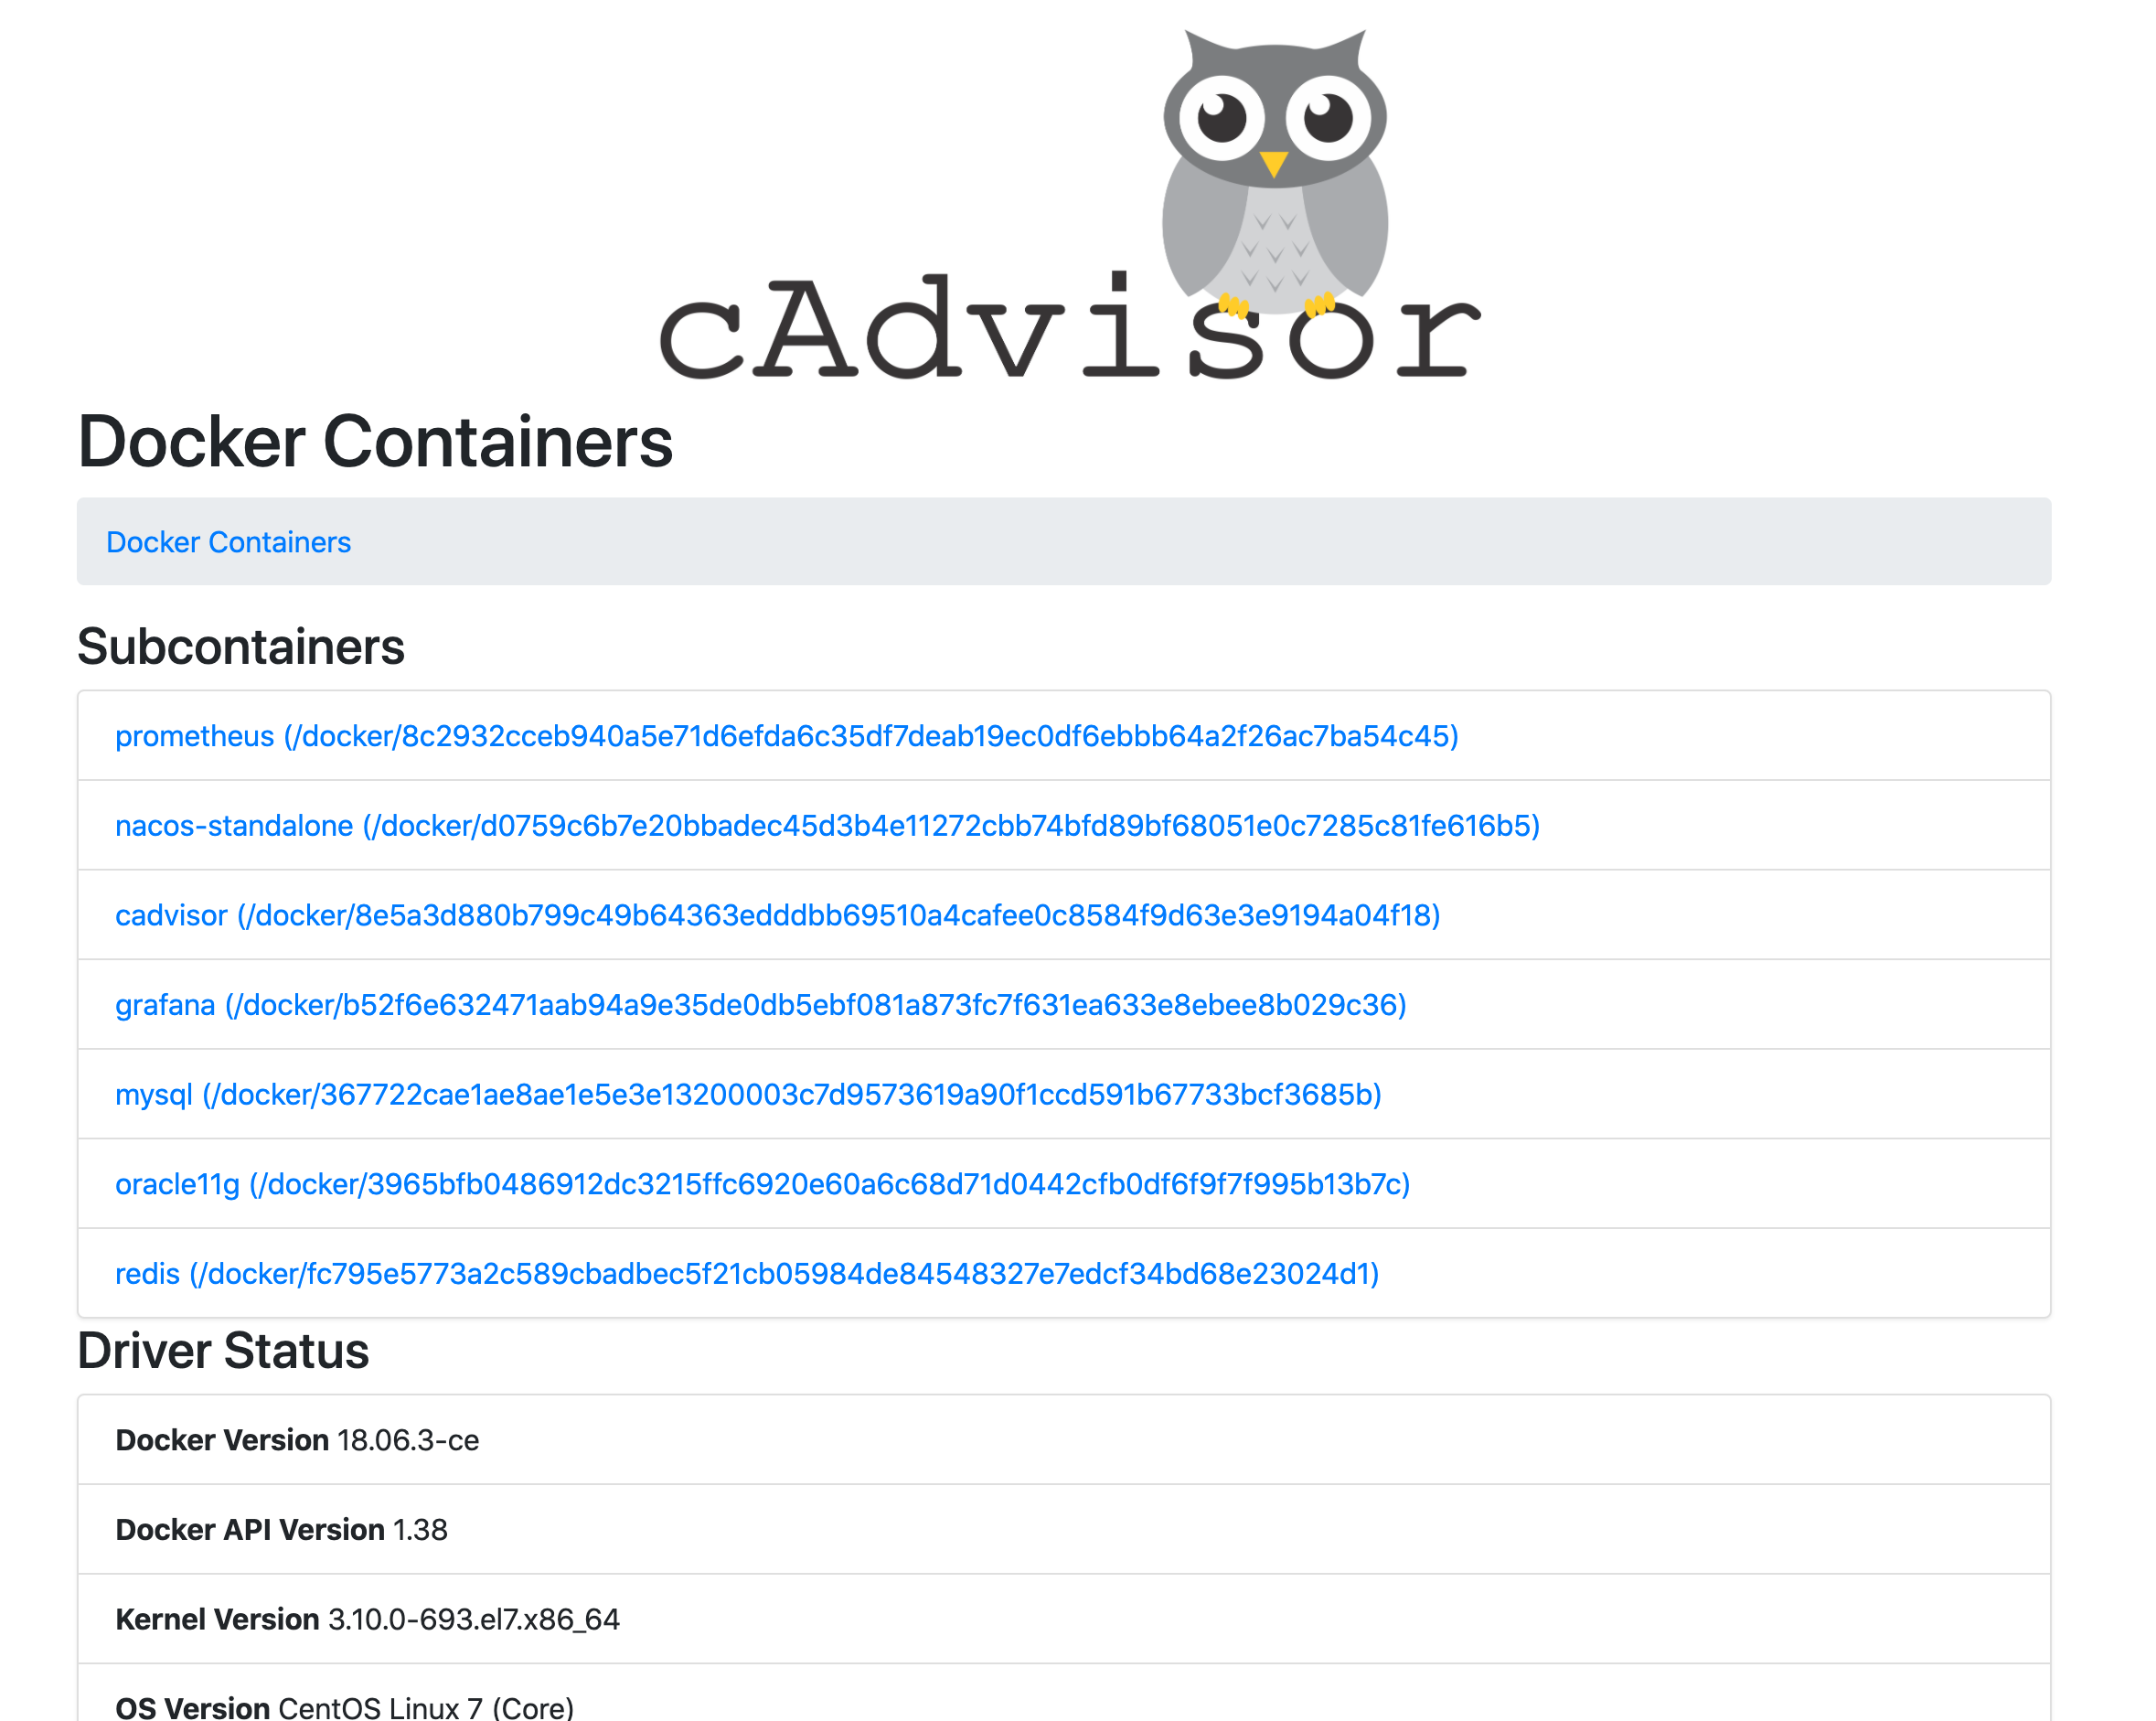 cAdvisor
Docker Containers
Docker Containers
Subcontainers
prometheus (/docker/8c2932cceb940a5e71d6efda6c35df7deab19ec0df6ebbb64a2f26ac7ba54c45)
nacos-standalone (/docker/d0759c6b7e20bbadec45d3b4e11272cbb74bfd89bf68051e0c7285c81fe616b5)
cadvisor (/docker/8e5a3d880b799c49b64363edddbb69510a4cafee0c8584f9d63e3e9194a04f18)
grafana (/docker/b52f6e632471aab94a9e35de0db5ebf081a873fc7f631ea633e8ebee8b029c36)
mysql (/docker/367722cae1ae8ae1e5e3e13200003c7d9573619a90f1ccd591b67733bcf3685b)
oracle11g (/docker/3965bfb0486912dc3215ffc6920e60a6c68d71d0442cfb0df6f9f7f995b13b7c)
redis (/docker/fc795e5773a2c589cbadbec5f21cb05984de84548327e7edcf34bd68e23024d1)
Driver Status
Docker Version 18.06.3-ce
Docker API Version 1.38
Kernel Version 3.10.0-693.el7.x86_64
OS Version CentOS Linux 7 (Core)